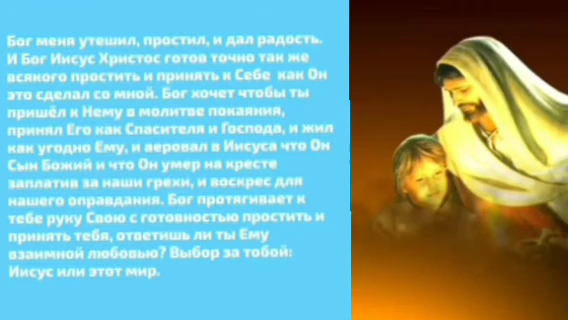 Бог меня утешил, простил, и дал радость.
И Бог Иисус Христос готов точно так же
всякого простить и принять к Себе как Он
это сделал со мной. Бог хочет чтобы ты
пришёл к Нему в молитве покаяния,
принял Его как Спасителя и Господа, и жил
как угодно Ему, и аеровал в Иисуса что Он
Сын Божий и что Он умер на кресте
заплатив за наши грехи, и воскрес для
нашего оправдания. Бог протягивает к
тебе руку Свою с готовностью простить и
принять тебя, ответишь ли ты Ему
взаимной любовью? Выбор за тобой:
Иисус или этот мир.